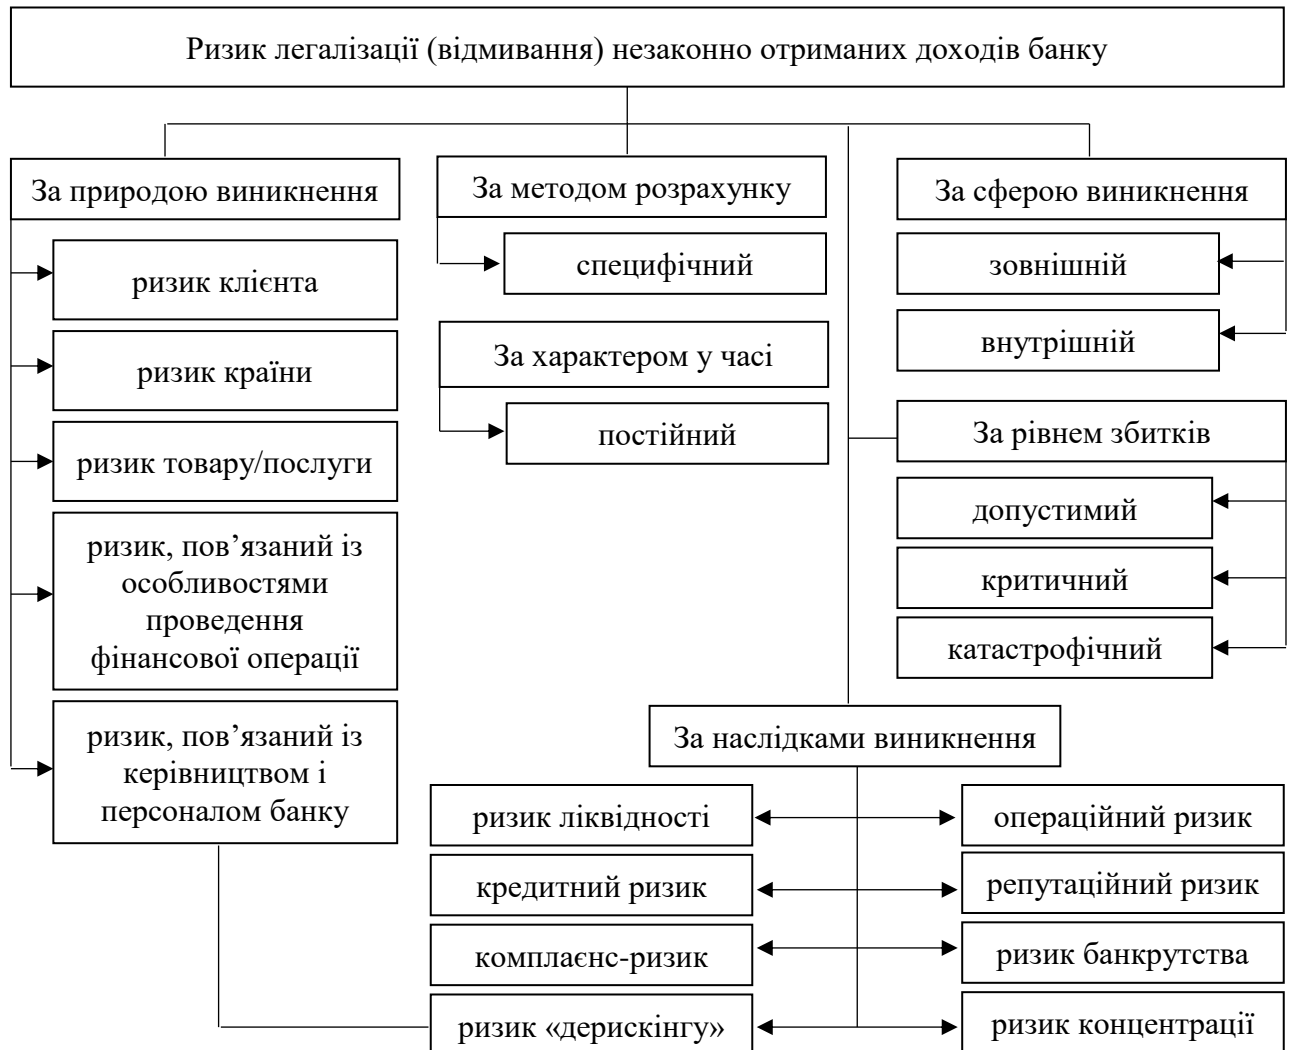 Ризик легалізації (відмивання) незаконно отриманих доходів банку
За природою виникнення
ризик клієнта
ризик країни
ризик товару/послуги
ризик, пов’язаний із
особливостями
проведення
фінансової операції
ризик, пов’язаний із
керівництвом і
персоналом банку
За методом розрахунку
специфічний
За характером у часі
постійний
За сферою виникнення
зовнішній
внутрішній
За рівнем збитків
допустимий
критичний
катастрофічний
За наслідками виникнення
ризик ліквідності
операційний ризик
кредитний ризик
репутаційний ризик
комплаєнс-ризик
ризик банкрутства
ризик «дерискінгу»
ризик концентрації